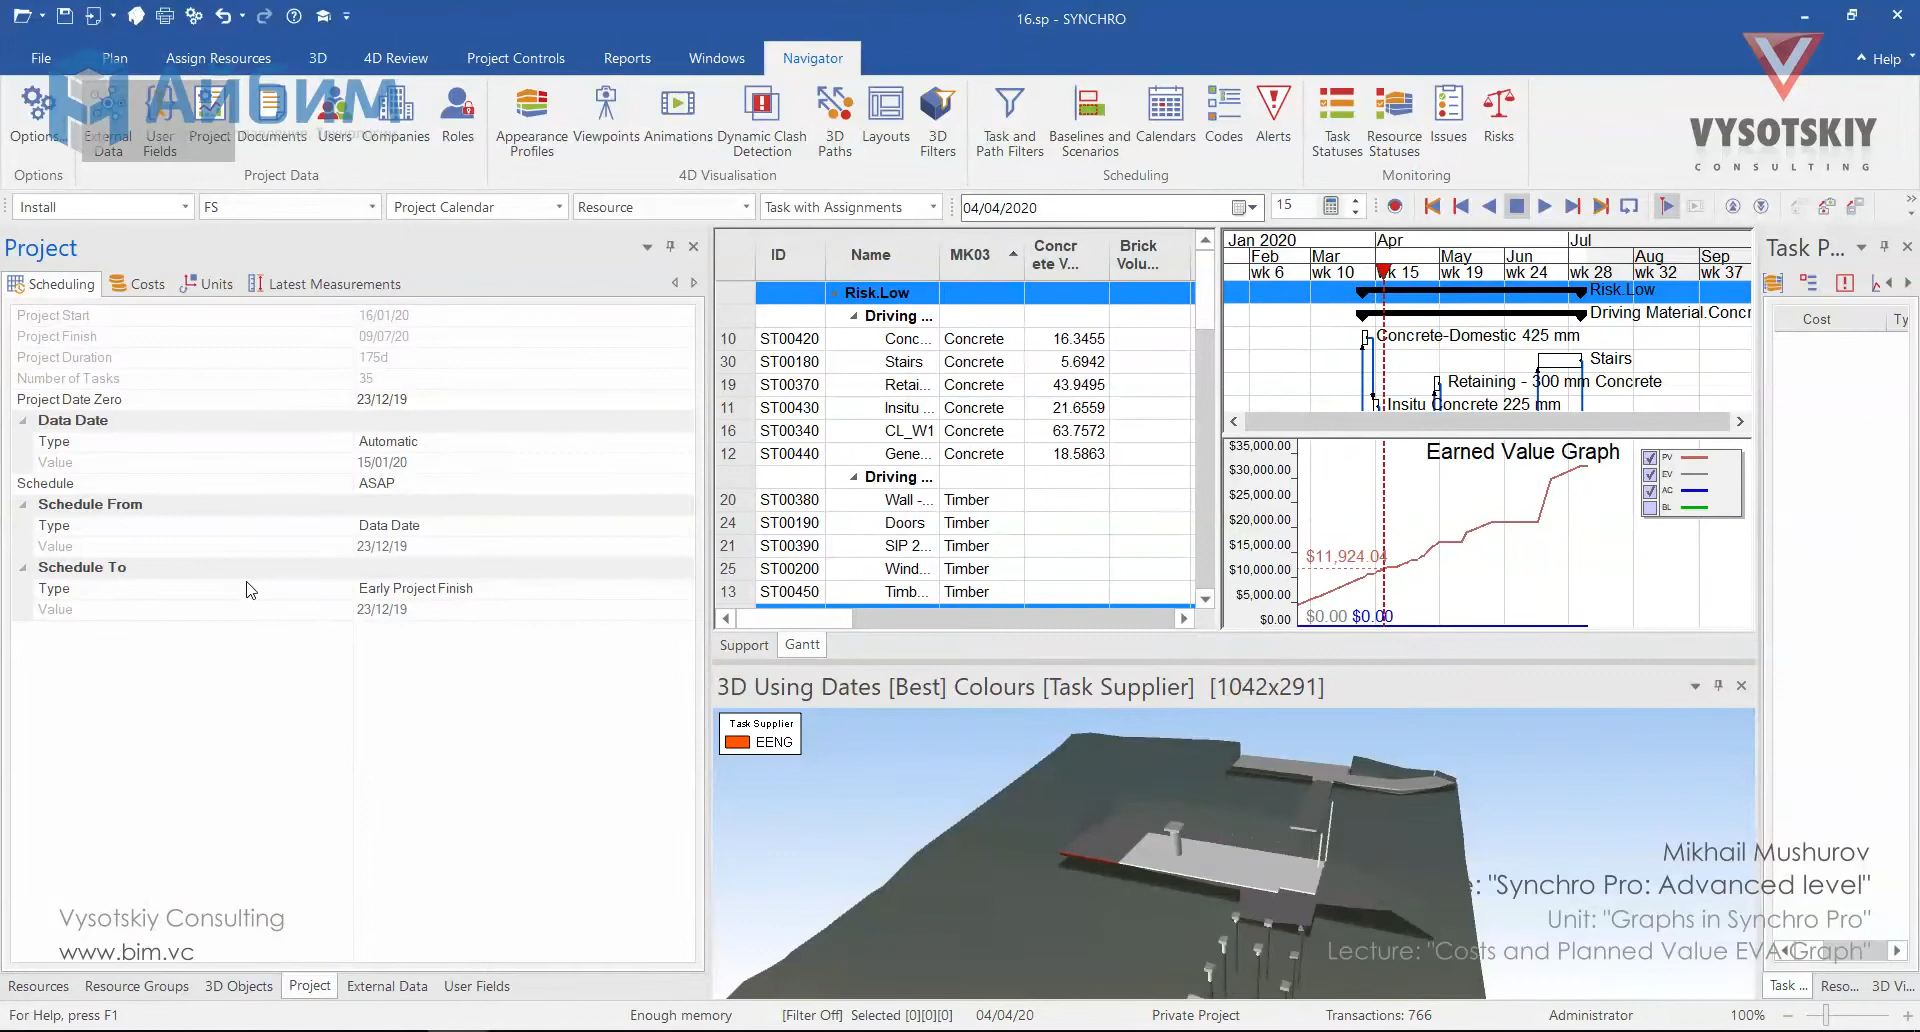 16.sp - SYNCHRO
File Plan Assign Resources 3D 4D Review Project Controls Reports Windows Navigator Help
Айбим
Options... External Data User Fields Project Documents Users Companies Roles
Appearance Profiles Viewpoints Animations Dynamic Clash Detection 3D Paths Layouts 3D Filters
Task and Path Filters Baselines and Scenarios Calendars Codes Alerts
Task Statuses Resource Statuses Issues Risks
Options Project Data 4D Visualisation Scheduling Monitoring
VYSOTSKIY
CONSULTING
Install FS Project Calendar Resource Task with Assignments 04/04/2020 15
Project
Scheduling Costs Units Latest Measurements
Project Start 16/01/20
Project Finish 09/07/20
Project Duration 175d
Number of Tasks 35
Project Date Zero 23/12/19
Data Date
Type Automatic
Value 15/01/20
Schedule ASAP
Schedule From
Type Data Date
Value 23/12/19
Schedule To
Type Early Project Finish
Value 23/12/19
Vysotskiy Consulting
www.bim.vc
Resources Resource Groups 3D Objects Project External Data User Fields
ID Name MK03 Concr ete V... Brick Volu...
Risk.Low
Driving ...
10 ST00420 Conc... Concrete 16.3455
30 ST00180 Stairs Concrete 5.6942
19 ST00370 Retai... Concrete 43.9495
11 ST00430 Insitu ... Concrete 21.6559
16 ST00340 CL_W1 Concrete 63.7572
12 ST00440 Gene... Concrete 18.5863
Driving ...
20 ST00380 Wall -... Timber
24 ST00190 Doors Timber
21 ST00390 SIP 2... Timber
25 ST00200 Wind... Timber
13 ST00450 Timb... Timber
Support Gantt
Jan 2020 Apr Jul
Feb Mar May Jun Aug Sep
wk 6 wk 10 wk 15 wk 19 wk 24 wk 28 wk 32 wk 37
Risk.Low
Driving Material.Concr
Concrete-Domestic 425 mm
Stairs
Retaining - 300 mm Concrete
Insitu Concrete 225 mm
Earned Value Graph
$35,000.00
$30,000.00
$25,000.00
$20,000.00
$15,000.00
$10,000.00
$5,000.00
$0.00
$11,924.04
$0.00 $0.00
PV
EV
AC
BL
Task P...
Cost Ty
3D Using Dates [Best] Colours [Task Supplier] [1042x291]
Task Supplier
EENG
Mikhail Mushurov
: "Synchro Pro: Advanced level"
Unit: "Graphs in Synchro Pro"
Lecture: "Costs and Planned Value EVA Graph"
Task ... Reso... 3D Vi...
For Help, press F1 Enough memory [Filter Off] Selected [0][0][0] 04/04/20 Private Project Transactions: 766 Administrator 100%